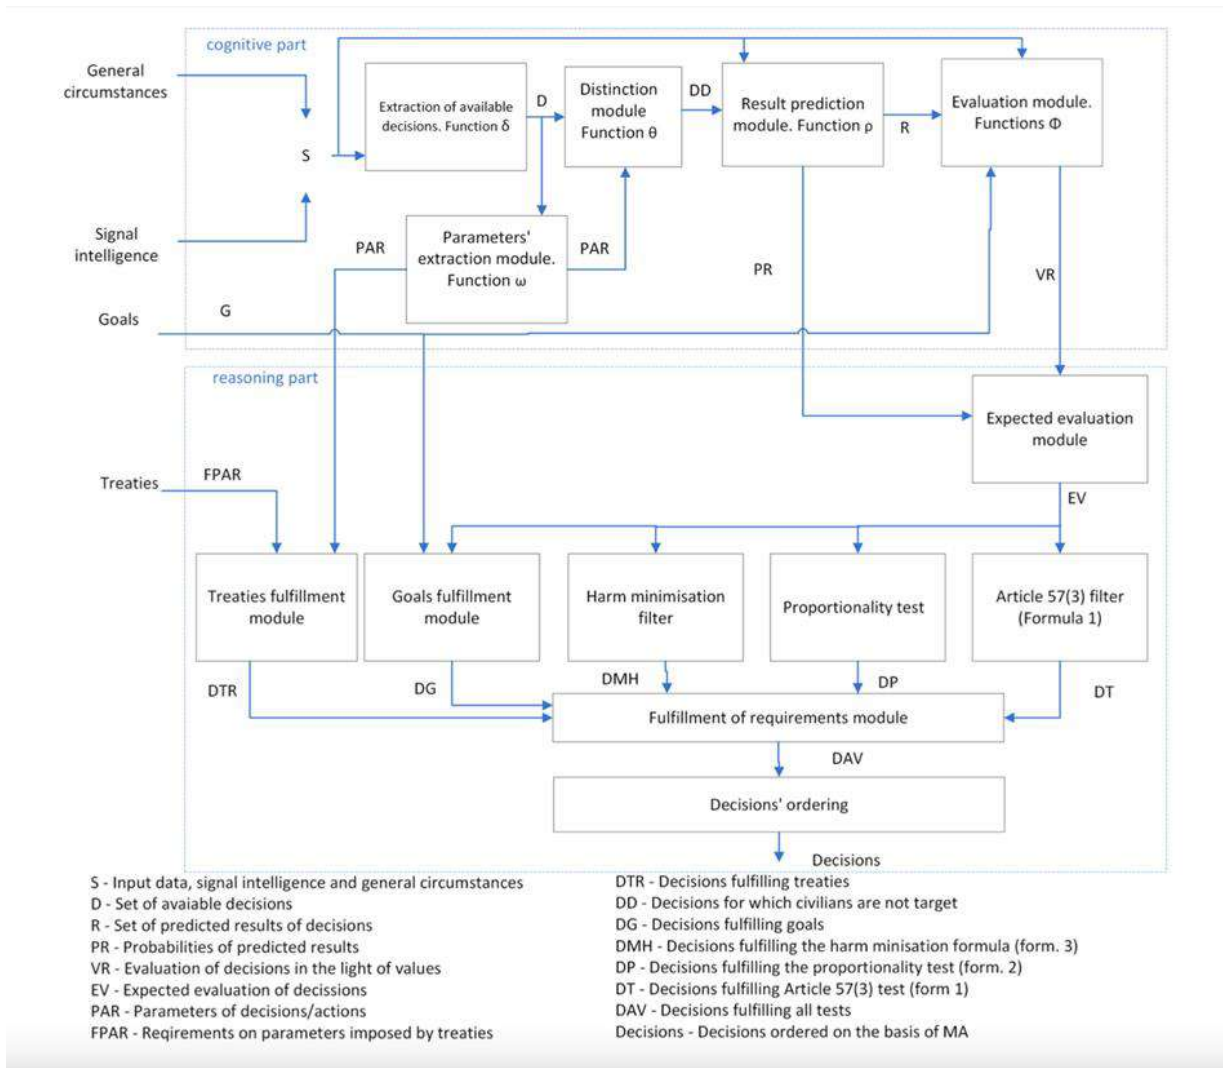 cognitive part
General
circumstances
Extraction of available
decisions. Function δ
D
Distinction
module
Function θ
DD
Result prediction
module. Function ρ
R
Evaluation module.
Functions Φ
S
Signal
intelligence
PAR
Parameters'
extraction module.
Function ω
PAR
PR
VR
Goals
G
reasoning part
Expected evaluation
module
Treaties
FPAR
EV
Treaties fulfillment
module
Goals fulfillment
module
Harm minimisation
filter
Proportionality test
Article 57(3) filter
(Formula 1)
DTR
DG
DMH
DP
DT
Fulfillment of requirements module
DAV
Decisions' ordering
Decisions
S - Input data, signal intelligence and general circumstances
D - Set of avaiable decisions
R - Set of predicted results of decisions
PR - Probabilities of predicted results
VR - Evaluation of decisions in the light of values
EV - Expected evaluation of decissions
PAR - Parameters of decisions/actions
FPAR - Reqirements on parameters imposed by treaties
DTR - Decisions fulfilling treaties
DD - Decisions for which civilians are not target
DG - Decisions fulfilling goals
DMH - Decisions fulfilling the harm minisation formula (form. 3)
DP - Decisions fulfilling the proportionality test (form. 2)
DT - Decisions fulfilling Article 57(3) test (form 1)
DAV - Decisions fulfilling all tests
Decisions - Decisions ordered on the basis of MA